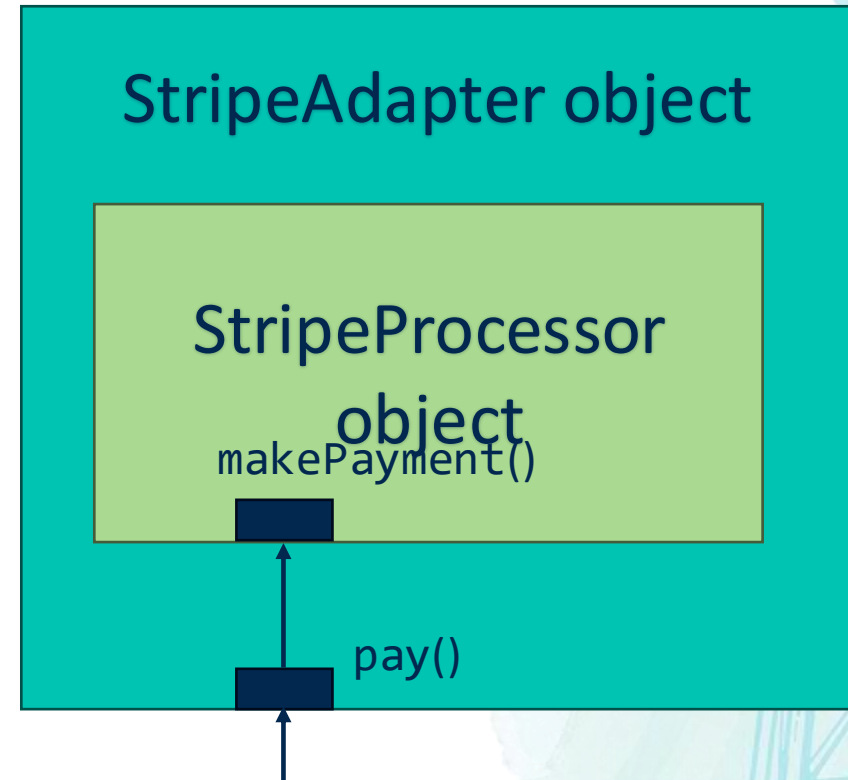 StripeAdapter object
StripeProcessor
object
makePayment()
pay()